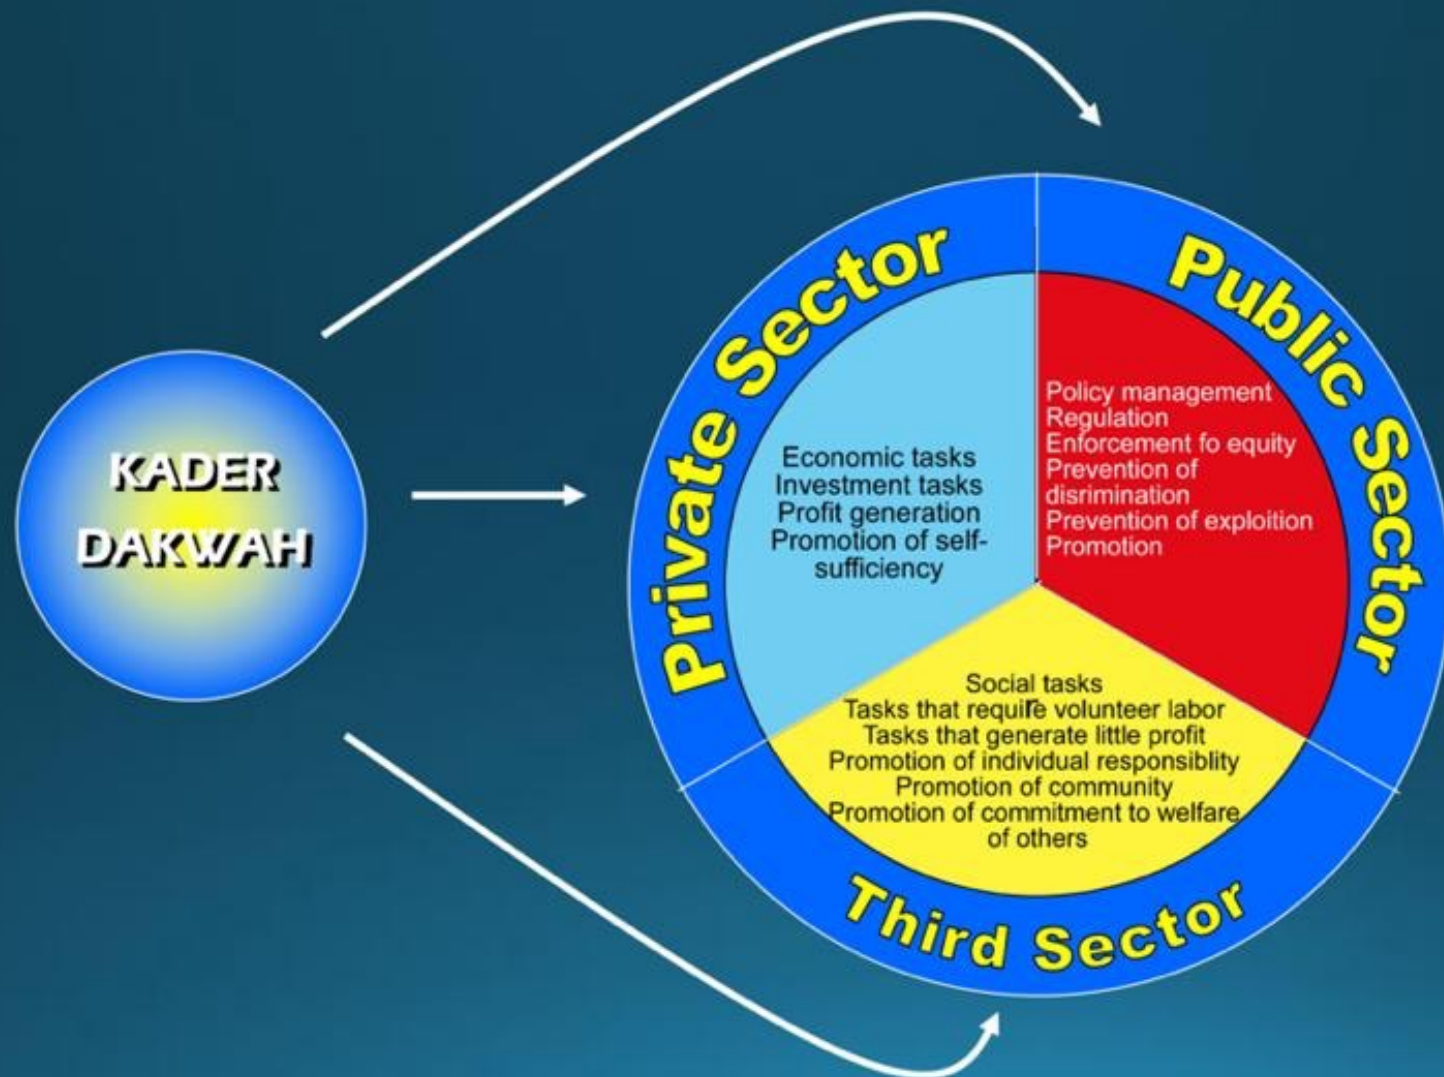 KADER
DAKWAH
Private Sector
Economic tasks
Investment tasks
Profit generation
Promotion of self-
sufficiency
Public Sector
Policy management
Regulation
Enforcement fo equity
Prevention of
disrimination
Prevention of exploition
Promotion
Social tasks
Tasks that require volunteer labor
Tasks that generate little profit
Promotion of individual responsiblity
Promotion of community
Promotion of commitment to welfare
of others
Third Sector